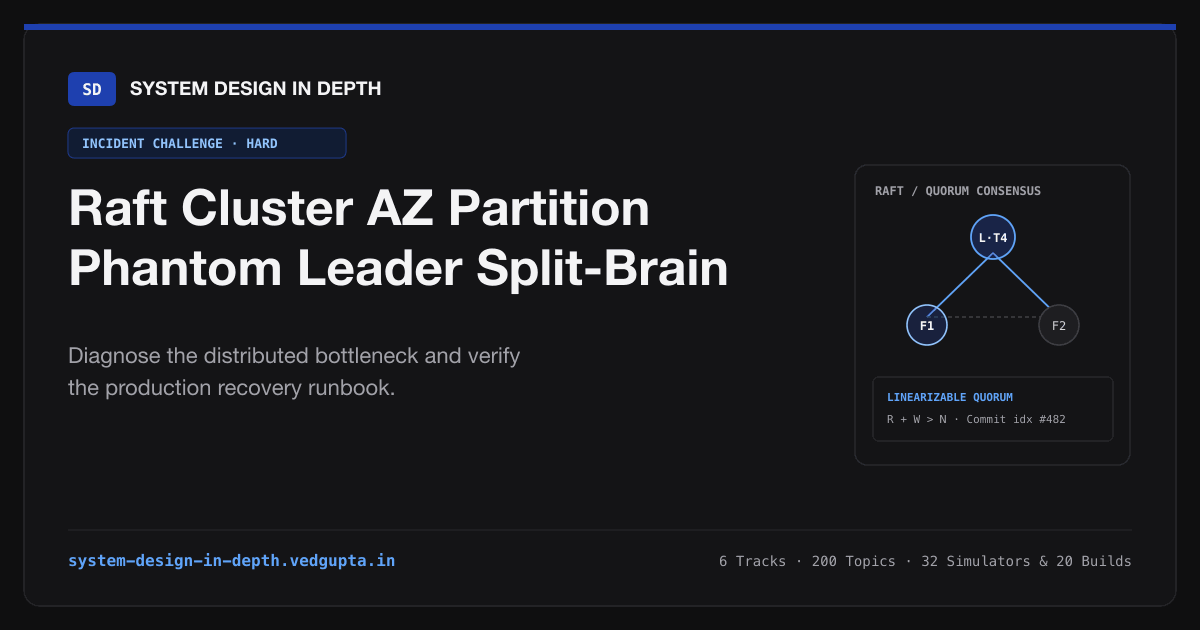 SD SYSTEM DESIGN IN DEPTH
INCIDENT CHALLENGE · HARD
Raft Cluster AZ Partition
Phantom Leader Split-Brain
Diagnose the distributed bottleneck and verify
the production recovery runbook.
RAFT / QUORUM CONSENSUS
L·T4
F1
F2
LINEARIZABLE QUORUM
R + W > N · Commit idx #482
system-design-in-depth.vedgupta.in
6 Tracks · 200 Topics · 32 Simulators & 20 Builds